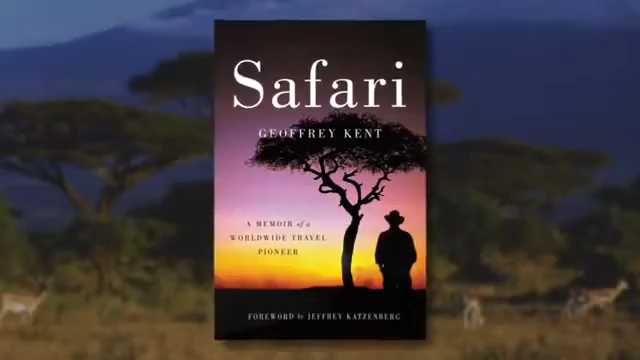 Safari
GEOFFREY KENT
A MEMOIR of a
WORLDWIDE TRAVEL
PIONEER
FOREWORD by JEFFREY KATZENBERG